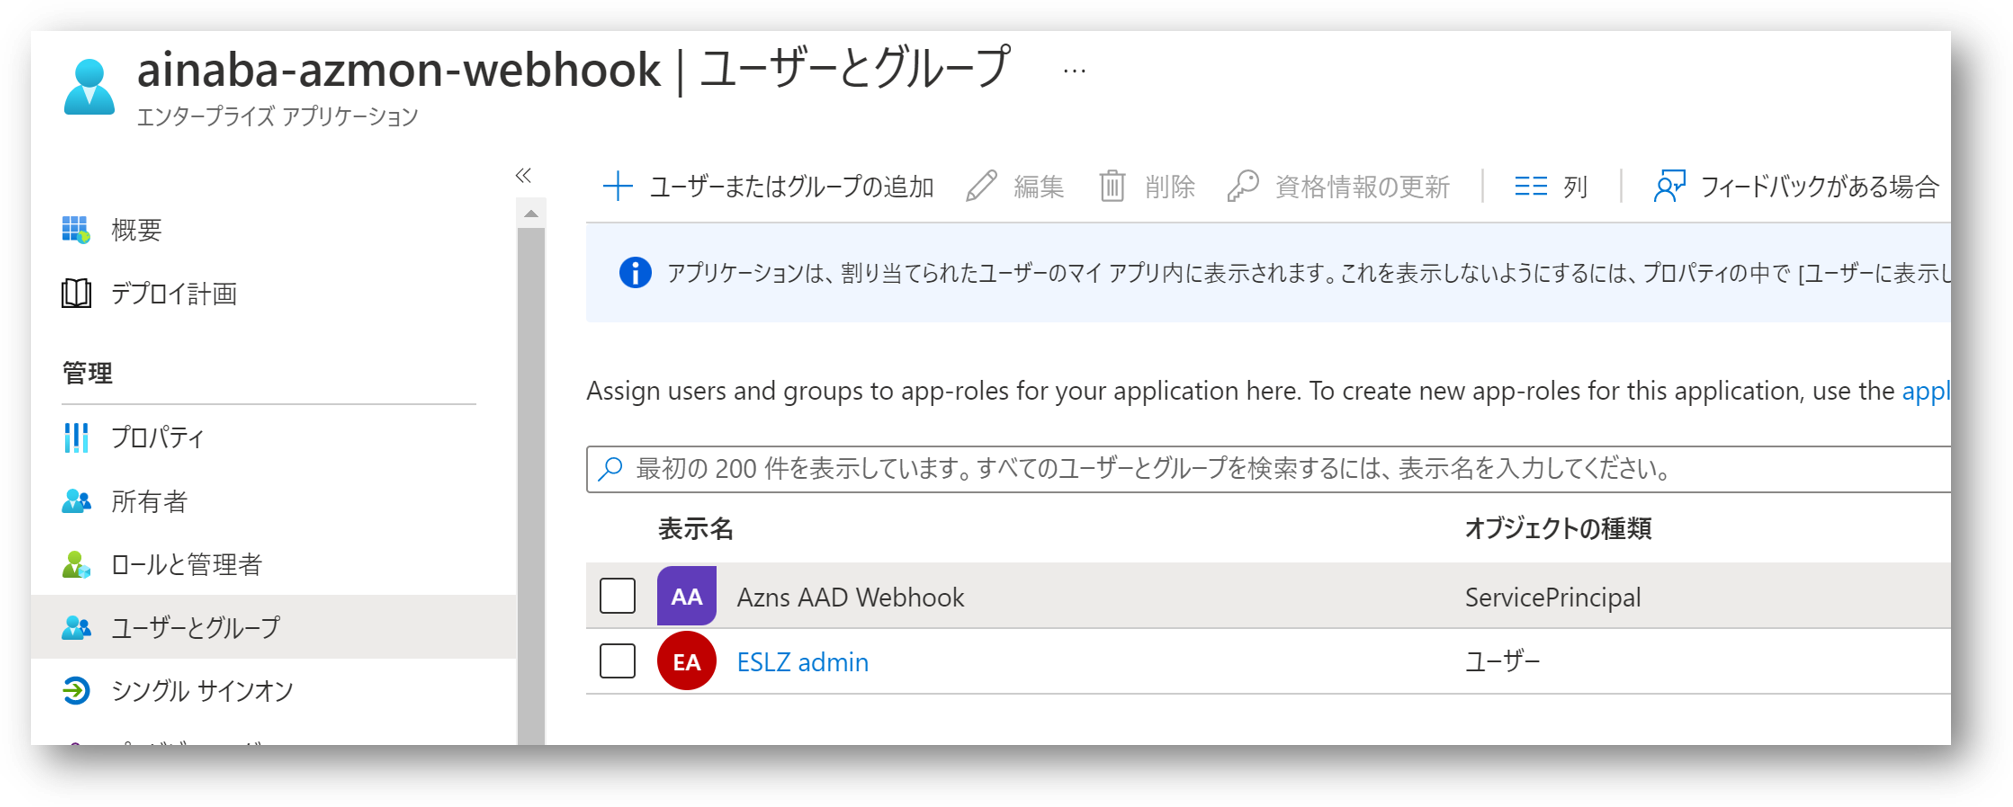 ainaba-azmon-webhook | ユーザーとグループ ...
エンタープライズ アプリケーション
«
概要
デプロイ計画
管理
プロパティ
所有者
ロールと管理者
ユーザーとグループ
シングル サインオン
ユーザーまたはグループの追加 編集 削除 資格情報の更新 列 フィードバックがある場合
アプリケーションは、割り当てられたユーザーのマイ アプリ内に表示されます。これを表示しないようにするには、プロパティの中で [ユーザーに表示し
Assign users and groups to app-roles for your application here. To create new app-roles for this application, use the appl
最初の 200 件を表示しています。すべてのユーザーとグループを検索するには、表示名を入力してください。
表示名 オブジェクトの種類
AA Azns AAD Webhook ServicePrincipal
EA ESLZ admin ユーザー